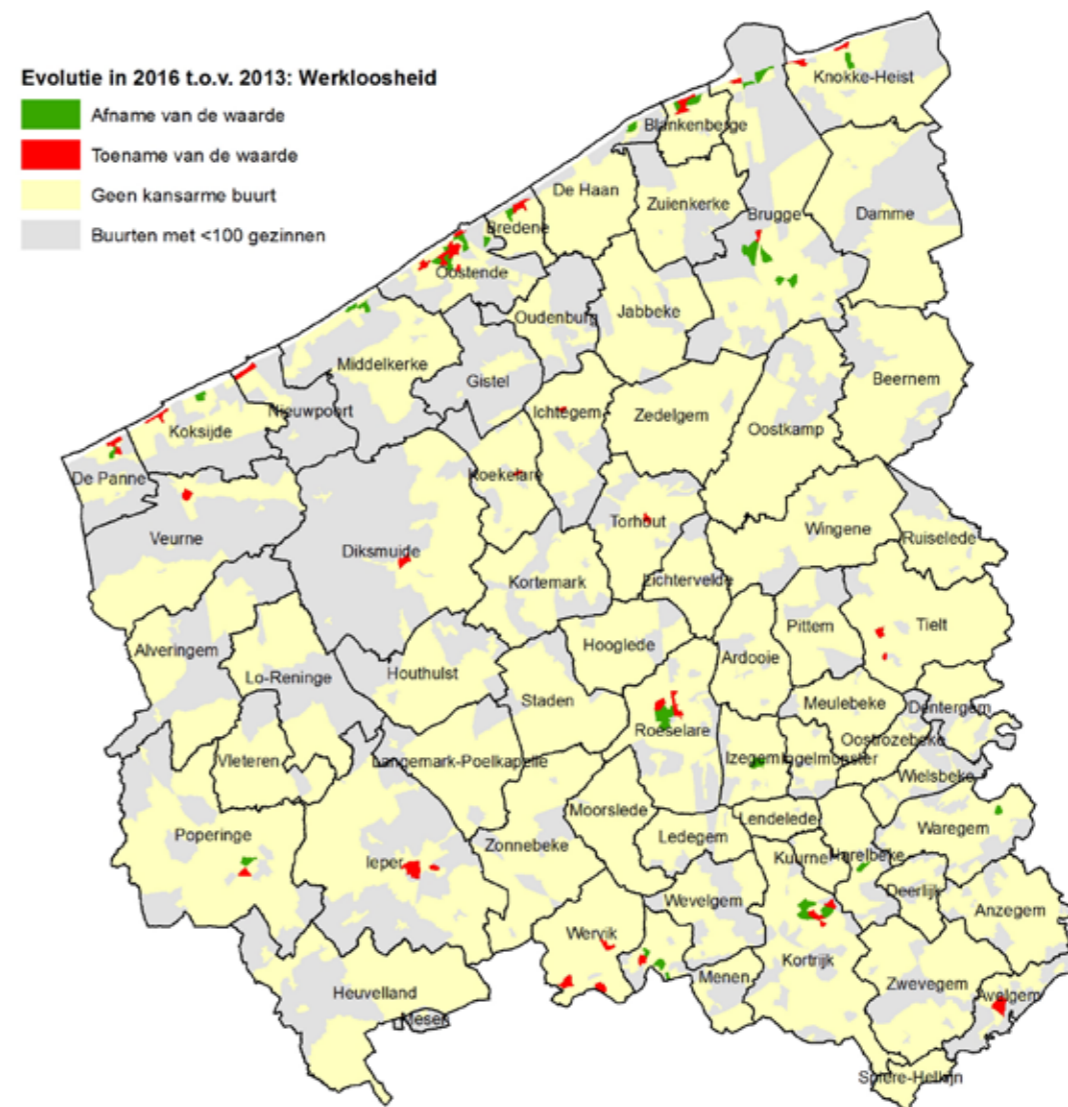 Evolutie in 2016 t.o.v. 2013: Werkloosheid
Afname van de waarde
Toename van de waarde
Geen kansarme buurt
Buurten met <100 gezinnen
Knokke-Heist
Blankenberge
De Haan
Zuienkerke
Brugge
Damme
Bredene
Oostende
Oudenburg
Jabbeke
Middelkerke
Gistel
Beernem
Nieuwpoort
Ichtegem
Zedelgem
Oostkamp
Koksijde
De Panne
Koekelare
Torhout
Wingene
Veurne
Diksmuide
Ruiselede
Kortemark
Lichtervelde
Pittem
Tielt
Alveringem
Hooglede
Ardooie
Lo-Reninge
Houthulst
Staden
Meulebeke
Dentergem
Roeselare
Oostrozebeke
Vleteren
Langemark-Poelkapelle
Izegem
Ingelmunster
Wielsbeke
Moorslede
Lendelede
Waregem
Poperinge
Zonnebeke
Ledegem
Ieper
Kuurne
Harelbeke
Deerlijk
Wevelgem
Anzegem
Wervik
Kortrijk
Menen
Zwevegem
Heuvelland
Avelgem
Mesen
Spiere-Helkijn